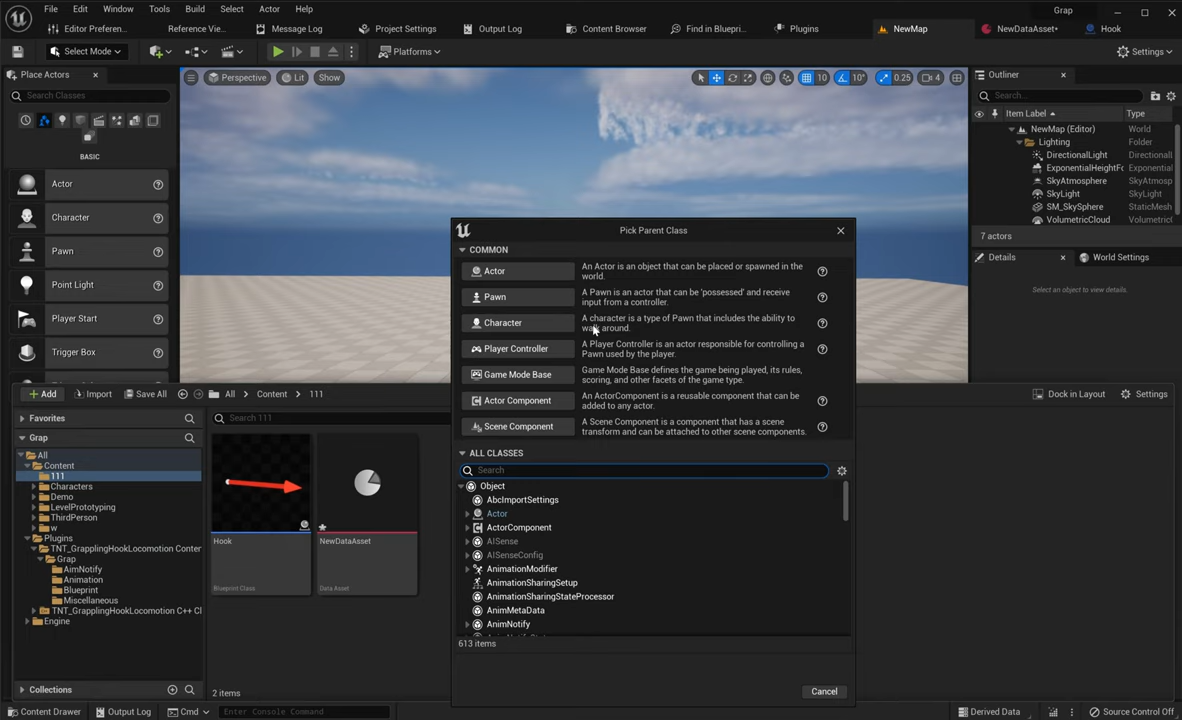 File Edit Window Tools Build Select Actor Help
Grap
Editor Preferen...
Reference Vie...
Message Log
Project Settings
Output Log
Content Browser
Find in Bluepri...
Plugins
NewMap
NewDataAsset•
Hook
Select Mode
Platforms
Settings
Place Actors
Search Classes
BASIC
Actor
Character
Pawn
Point Light
Player Start
Trigger Box
Perspective
Lit
Show
10
10°
0.25
4
Outliner
Search...
Item Label
Type
NewMap (Editor)
World
Lighting
Folder
DirectionalLight
Directional
ExponentialHeightFo
Exponential
SkyAtmosphere
SkyAtmosp
SkyLight
SkyLight
SM_SkySphere
StaticMesh
VolumetricCloud
Volumetric
7 actors
Details
World Settings
Select an object to view details.
Pick Parent Class
COMMON
Actor
An Actor is an object that can be placed or spawned in the
world.
Pawn
A Pawn is an actor that can be 'possessed' and receive
input from a controller.
Character
A character is a type of Pawn that includes the ability to
walk around.
Player Controller
A Player Controller is an actor responsible for controlling a
Pawn used by the player.
Game Mode Base
Game Mode Base defines the game being played, its rules,
scoring, and other facets of the game type.
Actor Component
An ActorComponent is a reusable component that can be
added to any actor.
Scene Component
A Scene Component is a component that has a scene
transform and can be attached to other scene components.
ALL CLASSES
Search
Object
AbcImportSettings
Actor
ActorComponent
AISense
AISenseConfig
AnimationModifier
AnimationSharingSetup
AnimationSharingStateProcessor
AnimMetaData
AnimNotify
613 items
Cancel
Add
Import
Save All
All
Content
111
Dock in Layout
Settings
Favorites
Grap
Search 111
All
Content
111
Characters
Demo
LevelPrototyping
ThirdPerson
w
Plugins
TNT_GrapplingHookLocomotion Conten
Grap
AimNotify
Animation
Blueprint
Miscellaneous
TNT_GrapplingHookLocomotion C++ Cl
Engine
Hook
Blueprint Class
NewDataAsset
Data Asset
Collections
2 items
Content Drawer
Output Log
Cmd
Enter Console Command
Derived Data
Source Control Off